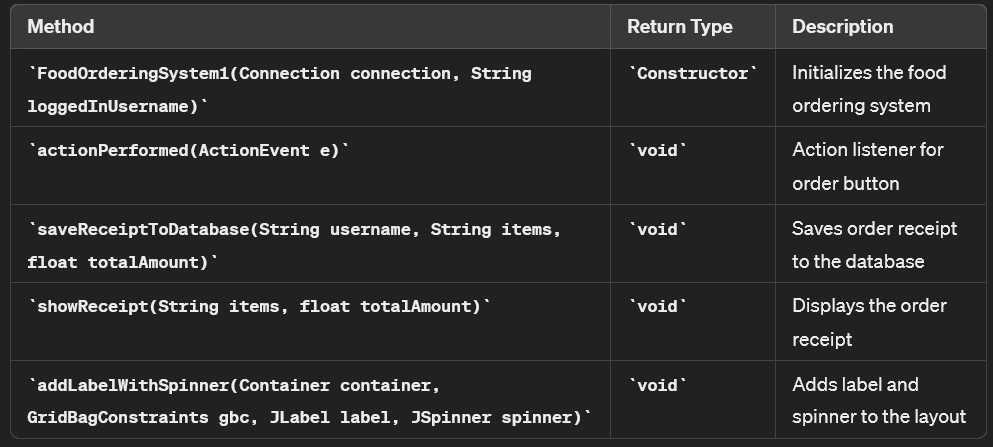 Method Return Type Description
`FoodOrderingSystem1(Connection connection, String `Constructor` Initializes the food
loggedInUsername)` ordering system
`actionPerformed(ActionEvent e)` `void` Action listener for
order button
`saveReceiptToDatabase(String username, String items, `void` Saves order receipt
float totalAmount)` to the database
`showReceipt(String items, float totalAmount)` `void` Displays the order
receipt
`addLabelWithSpinner(Container container, `void` Adds label and
GridBagConstraints gbc, JLabel label, JSpinner spinner)` spinner to the layout